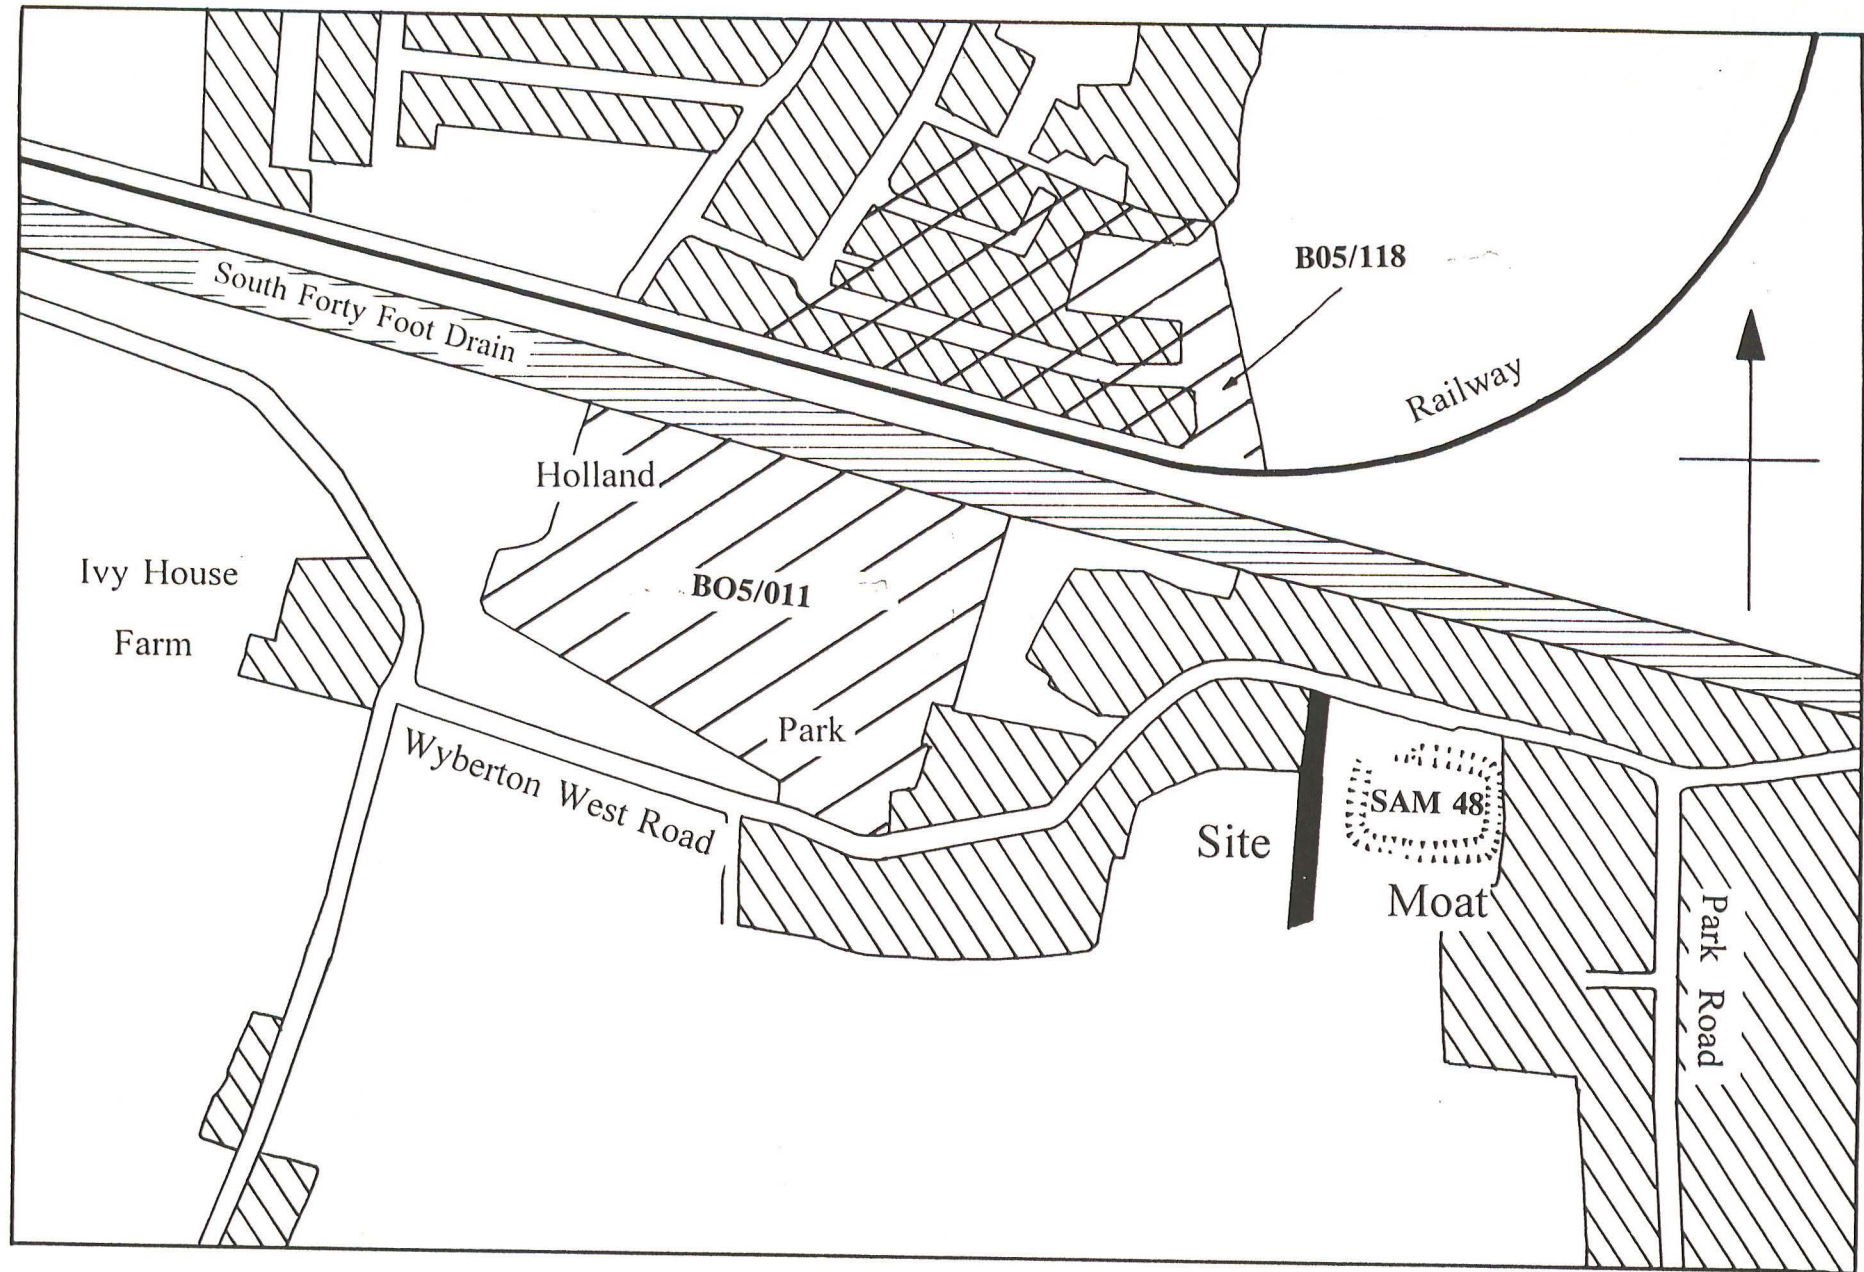 B05/118
South Forty Foot Drain
Railway
Holland
Ivy House
Farm
BO5/011
Park
Wyberton West Road
SAM 48
Site
Moat
Park Road